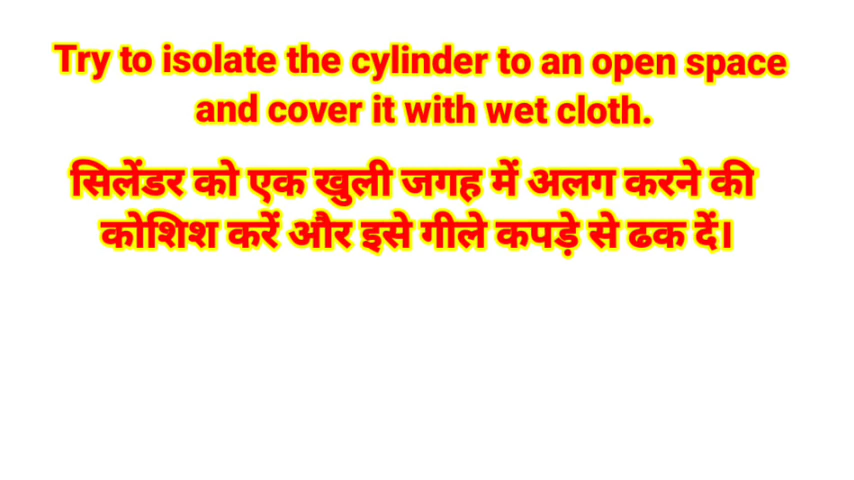 Try to isolate the cylinder to an open space
and cover it with wet cloth.
सिलेंडर को एक खुली जगह में अलग करने की
कोशिश करें और इसे गीले कपड़े से ढक दें।